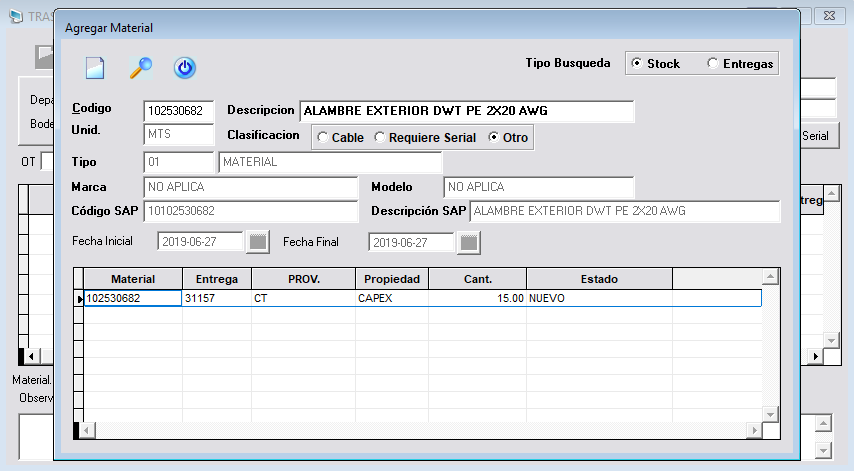 TRAS
Agregar Material
Tipo Busqueda Stock Entregas
Depa
Codigo 102530682 Descripcion ALAMBRE EXTERIOR DWT PE 2X20 AWG
Bode
Unid. MTS Clasificacion Cable Requiere Serial Otro
Serial
OT
Tipo 01 MATERIAL
Marca NO APLICA Modelo NO APLICA
treg
Código SAP 10102530682 Descripción SAP ALAMBRE EXTERIOR DWT PE 2X20 AWG
Fecha Inicial 2019-06-27 Fecha Final 2019-06-27
Material Entrega PROV. Propiedad Cant. Estado
102530682 31157 CT CAPEX 15.00 NUEVO
Material.
Observ